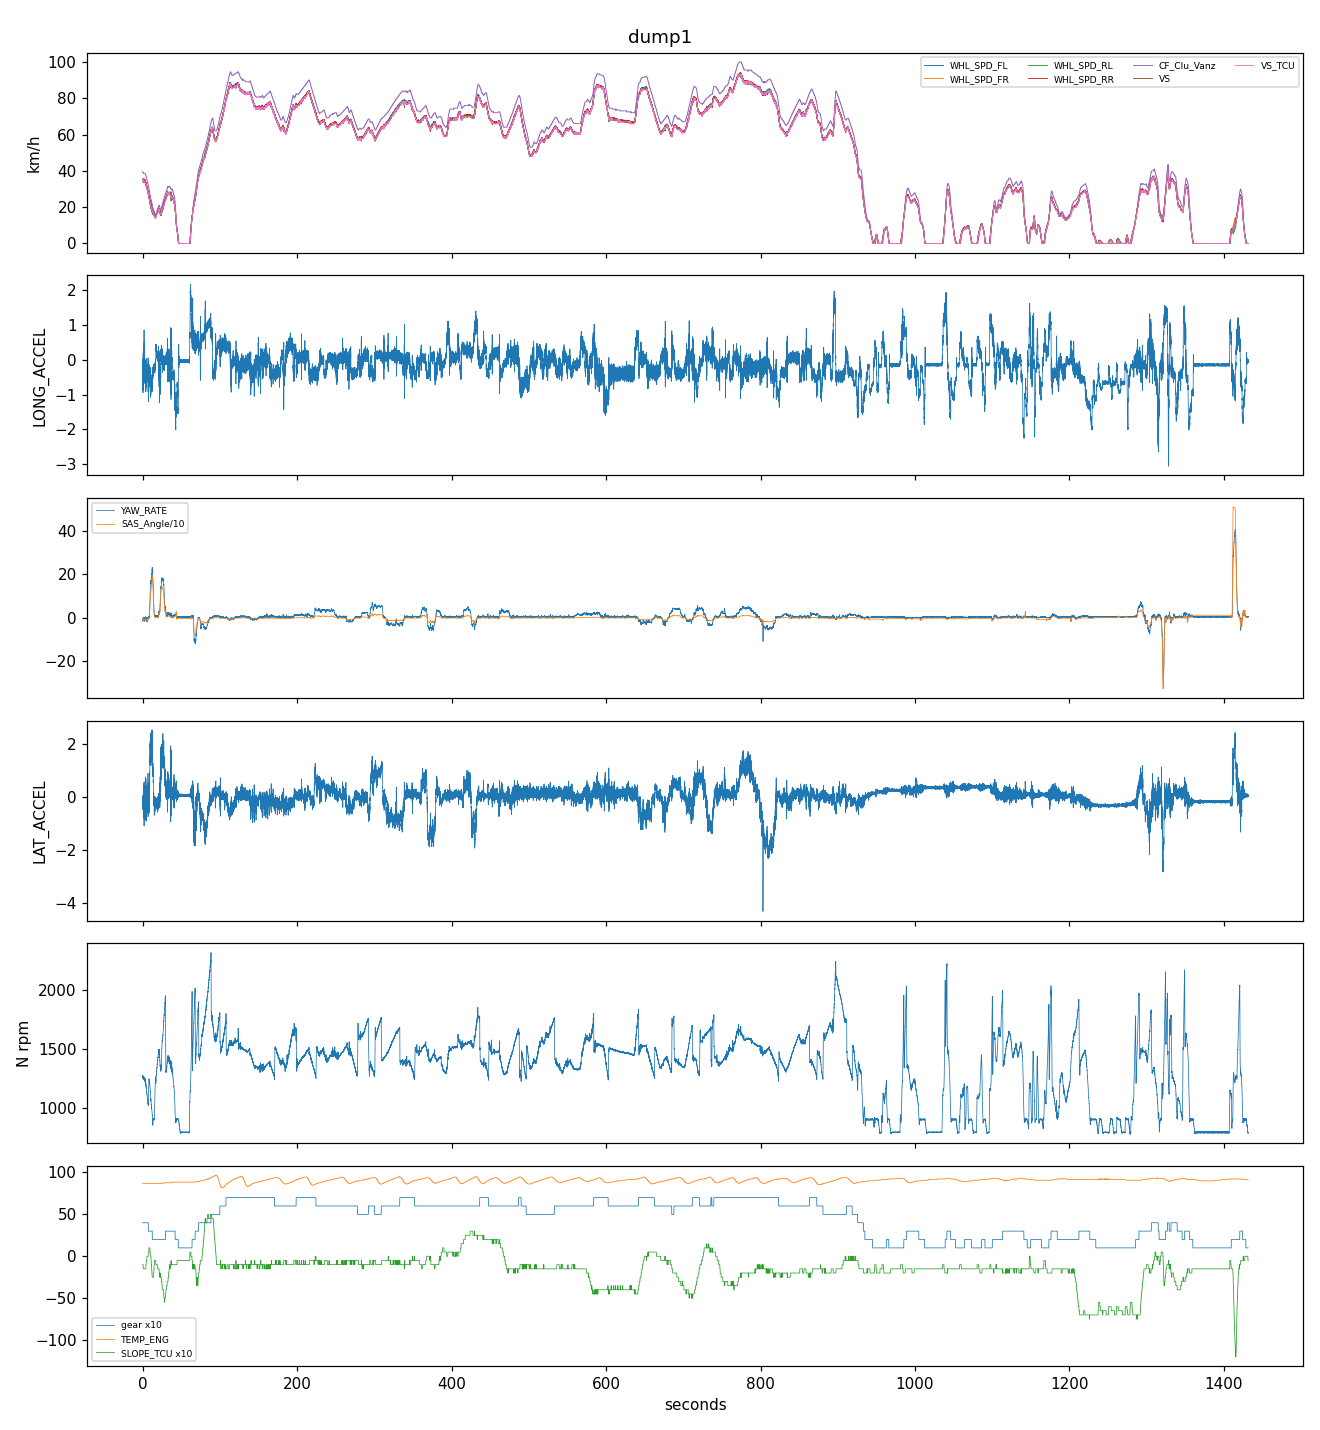 dump1
100
80
60
40
20
0
km/h
WHL_SPD_FL WHL_SPD_RL CF_Clu_Vanz VS_TCU
WHL_SPD_FR WHL_SPD_RR VS
2
1
0
−1
−2
−3
LONG_ACCEL
YAW_RATE
SAS_Angle/10
40
20
0
−20
2
0
−2
−4
LAT_ACCEL
2000
1500
1000
N rpm
100
50
0
−50
−100
gear x10
TEMP_ENG
SLOPE_TCU x10
0 200 400 600 800 1000 1200 1400
seconds